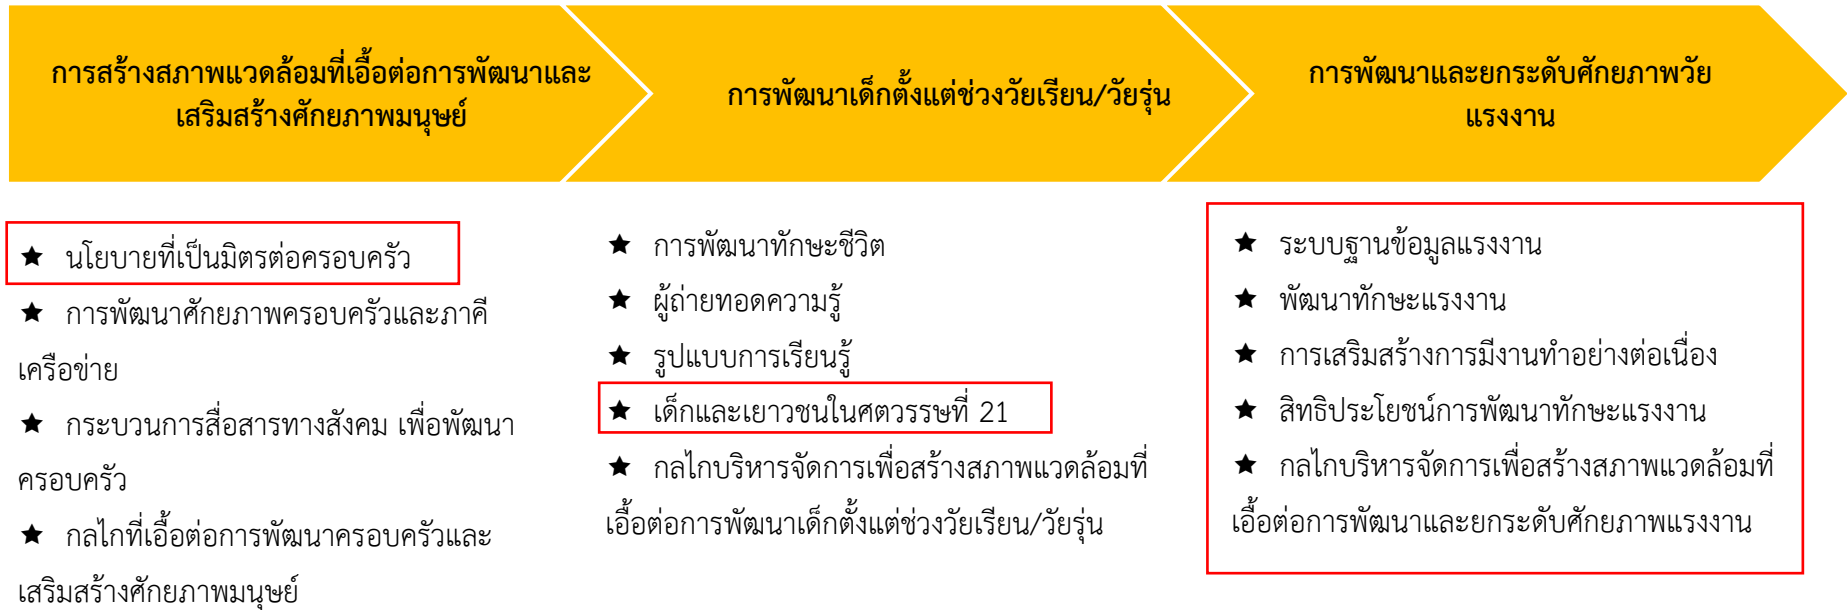 การสร้างสภาพแวดล้อมที่เอื้อต่อการพัฒนาและ
เสริมสร้างศักยภาพมนุษย์
การพัฒนาเด็กตั้งแต่ช่วงวัยเรียน/วัยรุ่น
การพัฒนาและยกระดับศักยภาพวัย
แรงงาน
★ นโยบายที่เป็นมิตรต่อครอบครัว
★ การพัฒนาศักยภาพครอบครัวและภาคี
เครือข่าย
★ กระบวนการสื่อสารทางสังคม เพื่อพัฒนา
ครอบครัว
★ กลไกที่เอื้อต่อการพัฒนาครอบครัวและ
เสริมสร้างศักยภาพมนุษย์
★ การพัฒนาทักษะชีวิต
★ ผู้ถ่ายทอดความรู้
★ รูปแบบการเรียนรู้
★ เด็กและเยาวชนในศตวรรษที่ 21
★ กลไกบริหารจัดการเพื่อสร้างสภาพแวดล้อมที่
เอื้อต่อการพัฒนาเด็กตั้งแต่ช่วงวัยเรียน/วัยรุ่น
★ ระบบฐานข้อมูลแรงงาน
★ พัฒนาทักษะแรงงาน
★ การเสริมสร้างการมีงานทำอย่างต่อเนื่อง
★ สิทธิประโยชน์การพัฒนาทักษะแรงงาน
★ กลไกบริหารจัดการเพื่อสร้างสภาพแวดล้อมที่
เอื้อต่อการพัฒนาและยกระดับศักยภาพแรงงาน